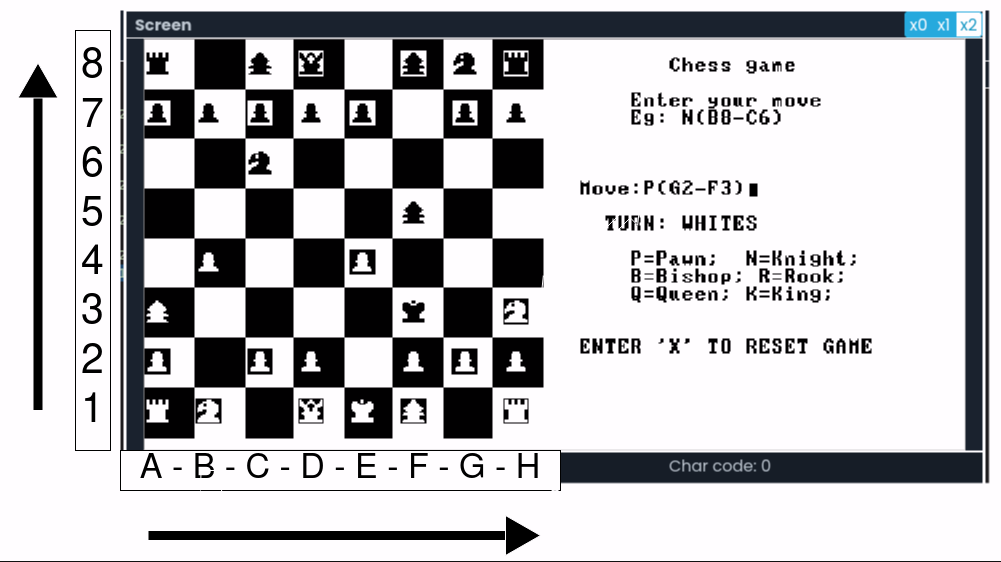 Screen
x0 x1 x2
8
7
6
5
4
3
2
1
Chess game
Enter your move
Eg: N(B8-C6)
Move:P(G2-F3)
TURN: WHITES
P=Pawn; N=Knight;
B=Bishop; R=Rook;
Q=Queen; K=King;
ENTER 'X' TO RESET GAME
A - B - C - D - E - F - G - H
Char code: 0